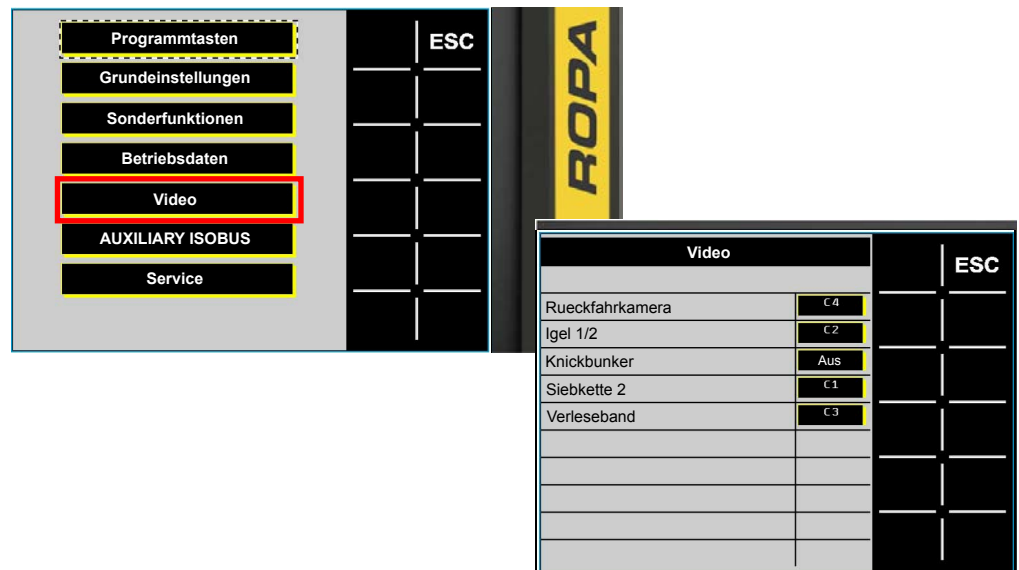 Programmtasten
ESC
Grundeinstellungen
Sonderfunktionen
Betriebsdaten
Video
AUXILIARY ISOBUS
Service
ROPA
Video
ESC
Rueckfahrkamera C4
Igel 1/2 C2
Knickbunker Aus
Siebkette 2 C1
Verleseband C3